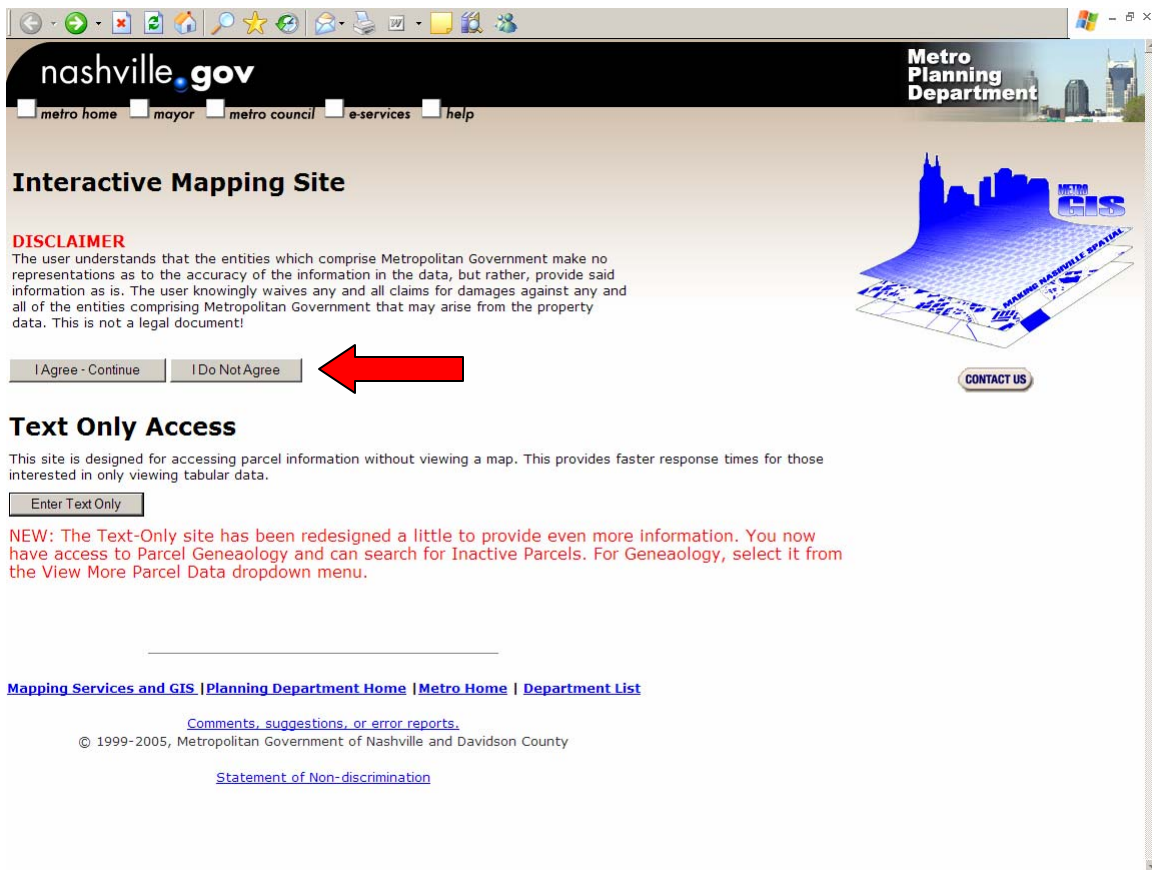 nashville.gov
Metro
Planning
Department
metro home mayor metro council e-services help
Interactive Mapping Site
METRO
GIS
MAKING NASHVILLE SPATIAL
DISCLAIMER
The user understands that the entities which comprise Metropolitan Government make no
representations as to the accuracy of the information in the data, but rather, provide said
information as is. The user knowingly waives any and all claims for damages against any and
all of the entities comprising Metropolitan Government that may arise from the property
data. This is not a legal document!
I Agree - Continue I Do Not Agree
CONTACT US
Text Only Access
This site is designed for accessing parcel information without viewing a map. This provides faster response times for those
interested in only viewing tabular data.
Enter Text Only
NEW: The Text-Only site has been redesigned a little to provide even more information. You now
have access to Parcel Geneaology and can search for Inactive Parcels. For Geneaology, select it from
the View More Parcel Data dropdown menu.
Mapping Services and GIS |Planning Department Home |Metro Home | Department List
Comments, suggestions, or error reports.
© 1999-2005, Metropolitan Government of Nashville and Davidson County
Statement of Non-discrimination